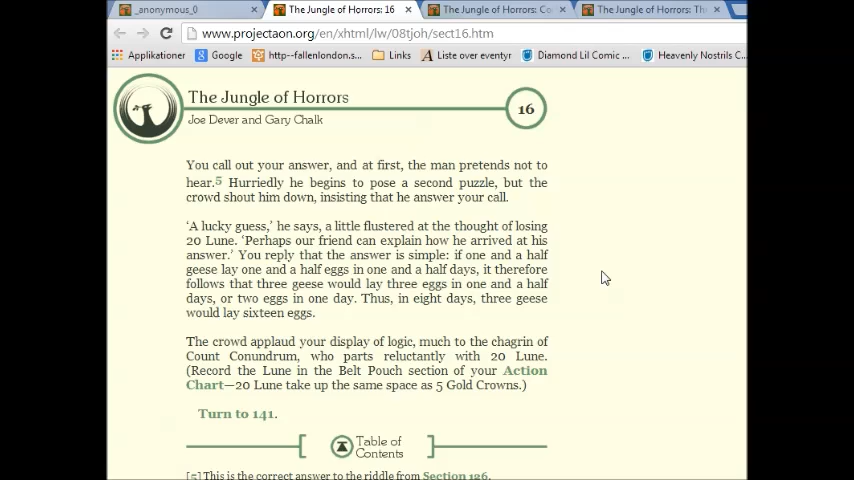 _anonymous_0
The Jungle of Horrors: 16
The Jungle of Horrors: Co
The Jungle of Horrors: Th
www.projectaon.org/en/xhtml/lw/08tjoh/sect16.htm
Applikationer
Google
http--fallenlondon.s...
Links
Liste over eventyr
Diamond Lil Comic ...
Heavenly Nostrils C
The Jungle of Horrors
16
Joe Dever and Gary Chalk
You call out your answer, and at first, the man pretends not to
hear.5 Hurriedly he begins to pose a second puzzle, but the
crowd shout him down, insisting that he answer your call.
‘A lucky guess,’ he says, a little flustered at the thought of losing
20 Lune. ‘Perhaps our friend can explain how he arrived at his
answer.’ You reply that the answer is simple: if one and a half
geese lay one and a half eggs in one and a half days, it therefore
follows that three geese would lay three eggs in one and a half
days, or two eggs in one day. Thus, in eight days, three geese
would lay sixteen eggs.
The crowd applaud your display of logic, much to the chagrin of
Count Conundrum, who parts reluctantly with 20 Lune.
(Record the Lune in the Belt Pouch section of your Action
Chart—20 Lune take up the same space as 5 Gold Crowns.)
Turn to 141.
Table of
Contents
[5] This is the correct answer to the riddle from Section 126.